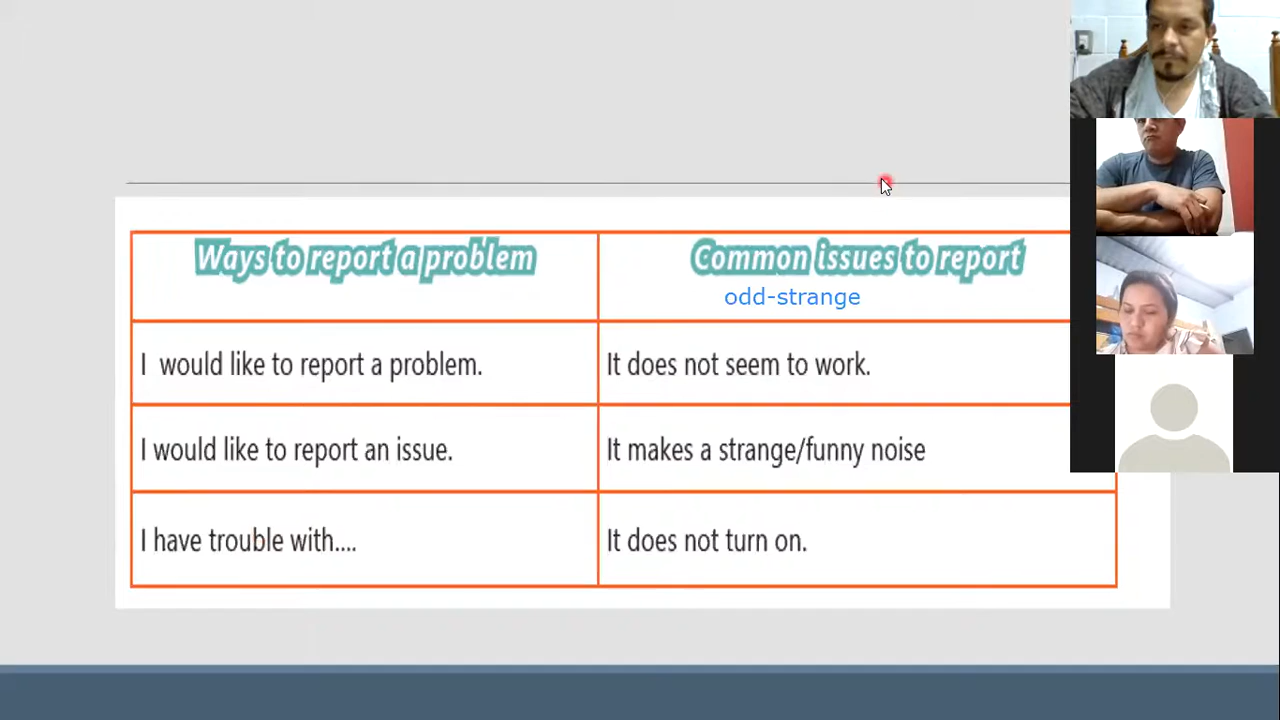 Ways to report a problem
Common issues to report
odd-strange
I would like to report a problem.
It does not seem to work.
I would like to report an issue.
It makes a strange/funny noise
I have trouble with....
It does not turn on.